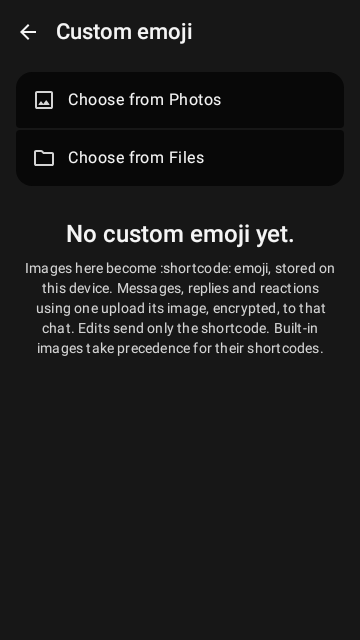 Custom emoji
Choose from Photos
Choose from Files
No custom emoji yet.
Images here become :shortcode: emoji, stored on
this device. Messages, replies and reactions
using one upload its image, encrypted, to that
chat. Edits send only the shortcode. Built-in
images take precedence for their shortcodes.